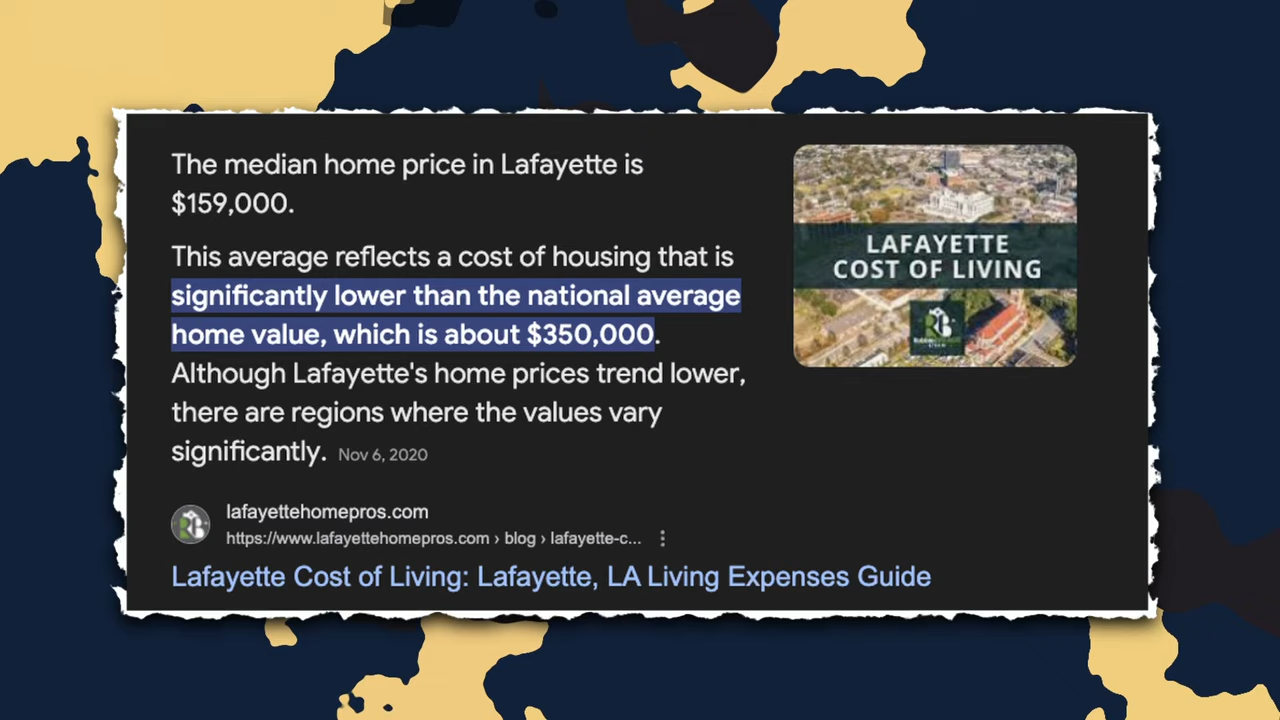 The median home price in Lafayette is
$159,000.
This average reflects a cost of housing that is
significantly lower than the national average
home value, which is about $350,000.
Although Lafayette's home prices trend lower,
there are regions where the values vary
significantly. Nov 6, 2020
LAFAYETTE
COST OF LIVING
RB
lafayettehomepros.com
https://www.lafayettehomepros.com › blog › lafayette-c...
Lafayette Cost of Living: Lafayette, LA Living Expenses Guide